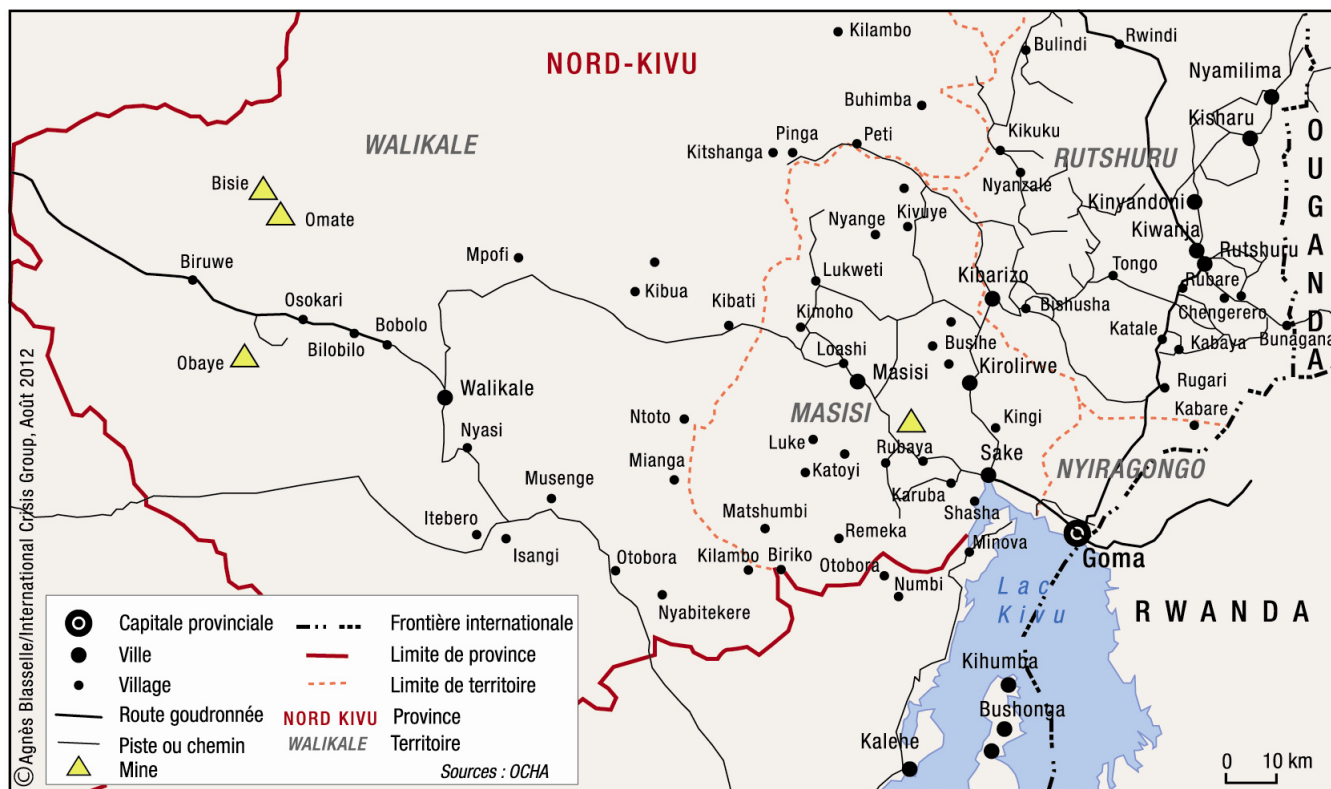 Kilambo
Bulindi
Rwindi
NORD-KIVU
Nyamilima
Buhimba
Kisharu
WALIKALE
Pinga
Peti
Kikuku
Kitshanga
RUTSHURU
OUGANDA
Bisie
Omate
Nyanzale
Kinyandoni
Nyange
Kivuye
Kiwanja
Rutshuru
Mpofi
Biruwe
Lukweti
Kibarizo
Tongo
Rubare
Kibua
Osokari
Kibati
Kimoho
Bishusha
Chengerero
Bobolo
Bilobilo
Busihe
Katale
Kabaya
Bunagana
Obaye
Loashi
Masisi
Kirolirwe
Rugari
Walikale
MASISI
Kingi
Kabare
Ntoto
Nyasi
Luke
Rubaya
Sake
NYIRAGONGO
Mianga
Katoyi
Karuba
Musenge
Shasha
Matshumbi
Remeka
Itebero
Isangi
Minova
Goma
Otobora
Kilambo
Biriko
Otobora
Numbi
Nyabitekere
Lac
Kivu
RWANDA
Kihumba
Bushonga
Kalehe
Capitale provinciale
Ville
Village
Route goudronnée
Piste ou chemin
Mine
Frontière internationale
Limite de province
Limite de territoire
NORD KIVU Province
WALIKALE Territoire
Sources : OCHA
0 10 km
© Agnès Blasselle/International Crisis Group, Août 2012